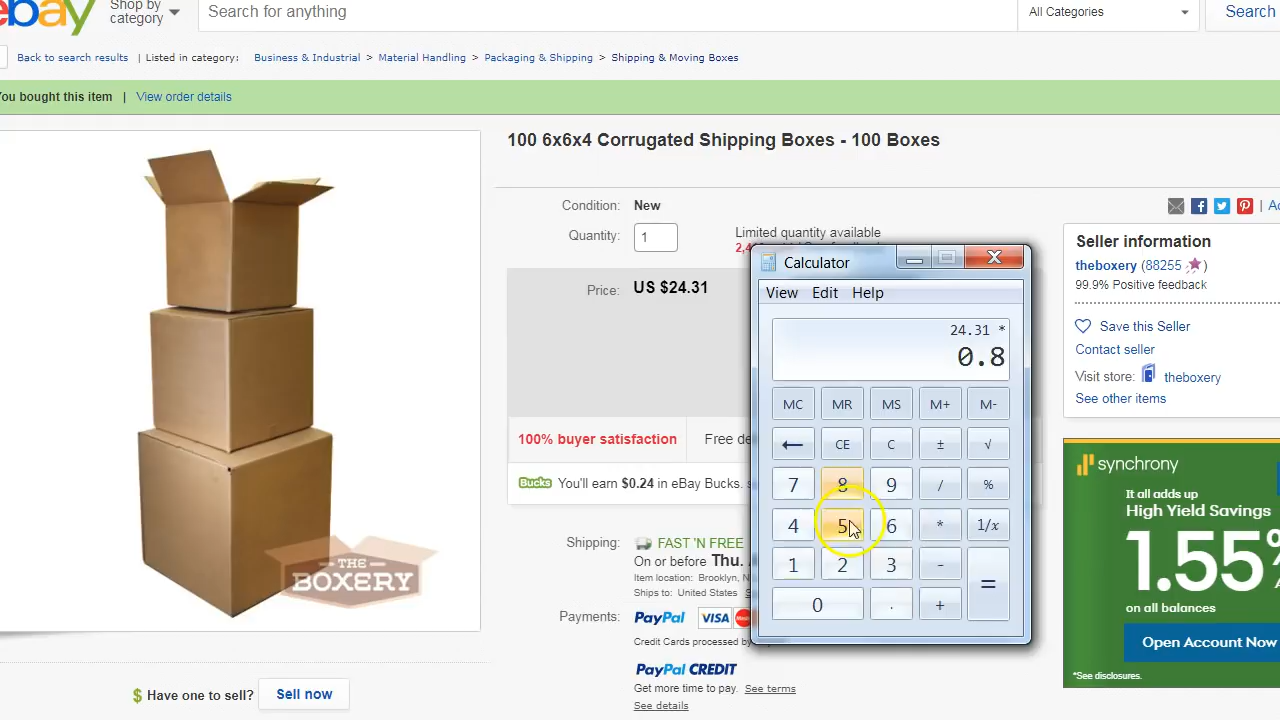 ebay
Shop by
category
Search for anything
All Categories
Search
Back to search results | Listed in category: Business & Industrial > Material Handling > Packaging & Shipping > Shipping & Moving Boxes
You bought this item | View order details
100 6x6x4 Corrugated Shipping Boxes - 100 Boxes
Condition: New
Quantity: 1
Limited quantity available
Price: US $24.31
100% buyer satisfaction
Free
Bucks You'll earn $0.24 in eBay Bucks.
Shipping: FAST 'N FREE
On or before Thu.
Item location: Brooklyn,
Ships to: United States
Payments: PayPal VISA
Credit Cards processed
PayPal CREDIT
Get more time to pay. See terms
See details
THE
BOXERY
$ Have one to sell? Sell now
Calculator
View Edit Help
24.31 *
0.8
MC MR MS M+ M-
← CE C ± √
7 8 9 / %
4 5 6 * 1/x
1 2 3 - =
0 . +
Seller information
theboxery (88255)
99.9% Positive feedback
Save this Seller
Contact seller
Visit store: theboxery
See other items
synchrony
It all adds up
High Yield Savings
1.55%
on all balances
Open Account Now
*See disclosures.